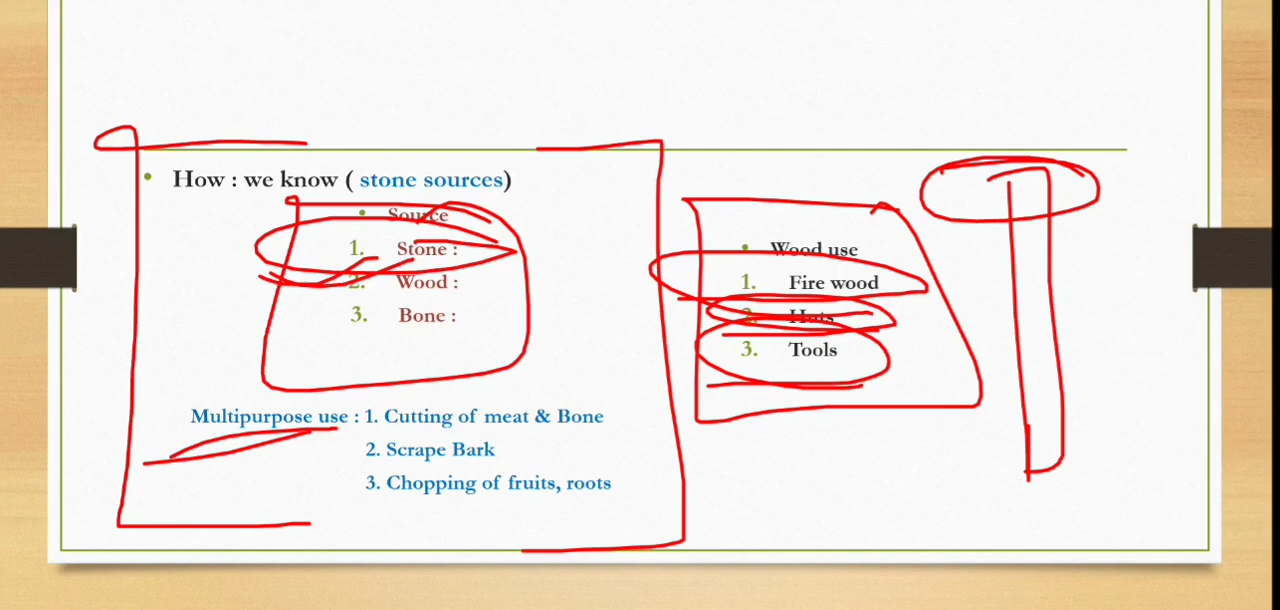 • How : we know ( stone sources)
• Source
1. Stone :
2. Wood :
3. Bone :
Multipurpose use : 1. Cutting of meat & Bone
2. Scrape Bark
3. Chopping of fruits, roots
• Wood use
1. Fire wood
2. Huts
3. Tools